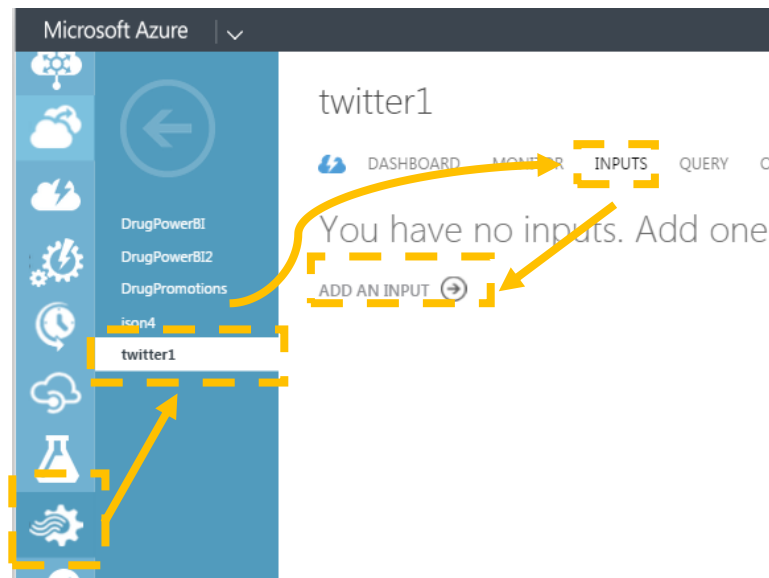 Microsoft Azure
twitter1
DASHBOARD MONITOR INPUTS QUERY
You have no inputs. Add one
ADD AN INPUT
DrugPowerBI
DrugPowerBI2
DrugPromotions
json4
twitter1